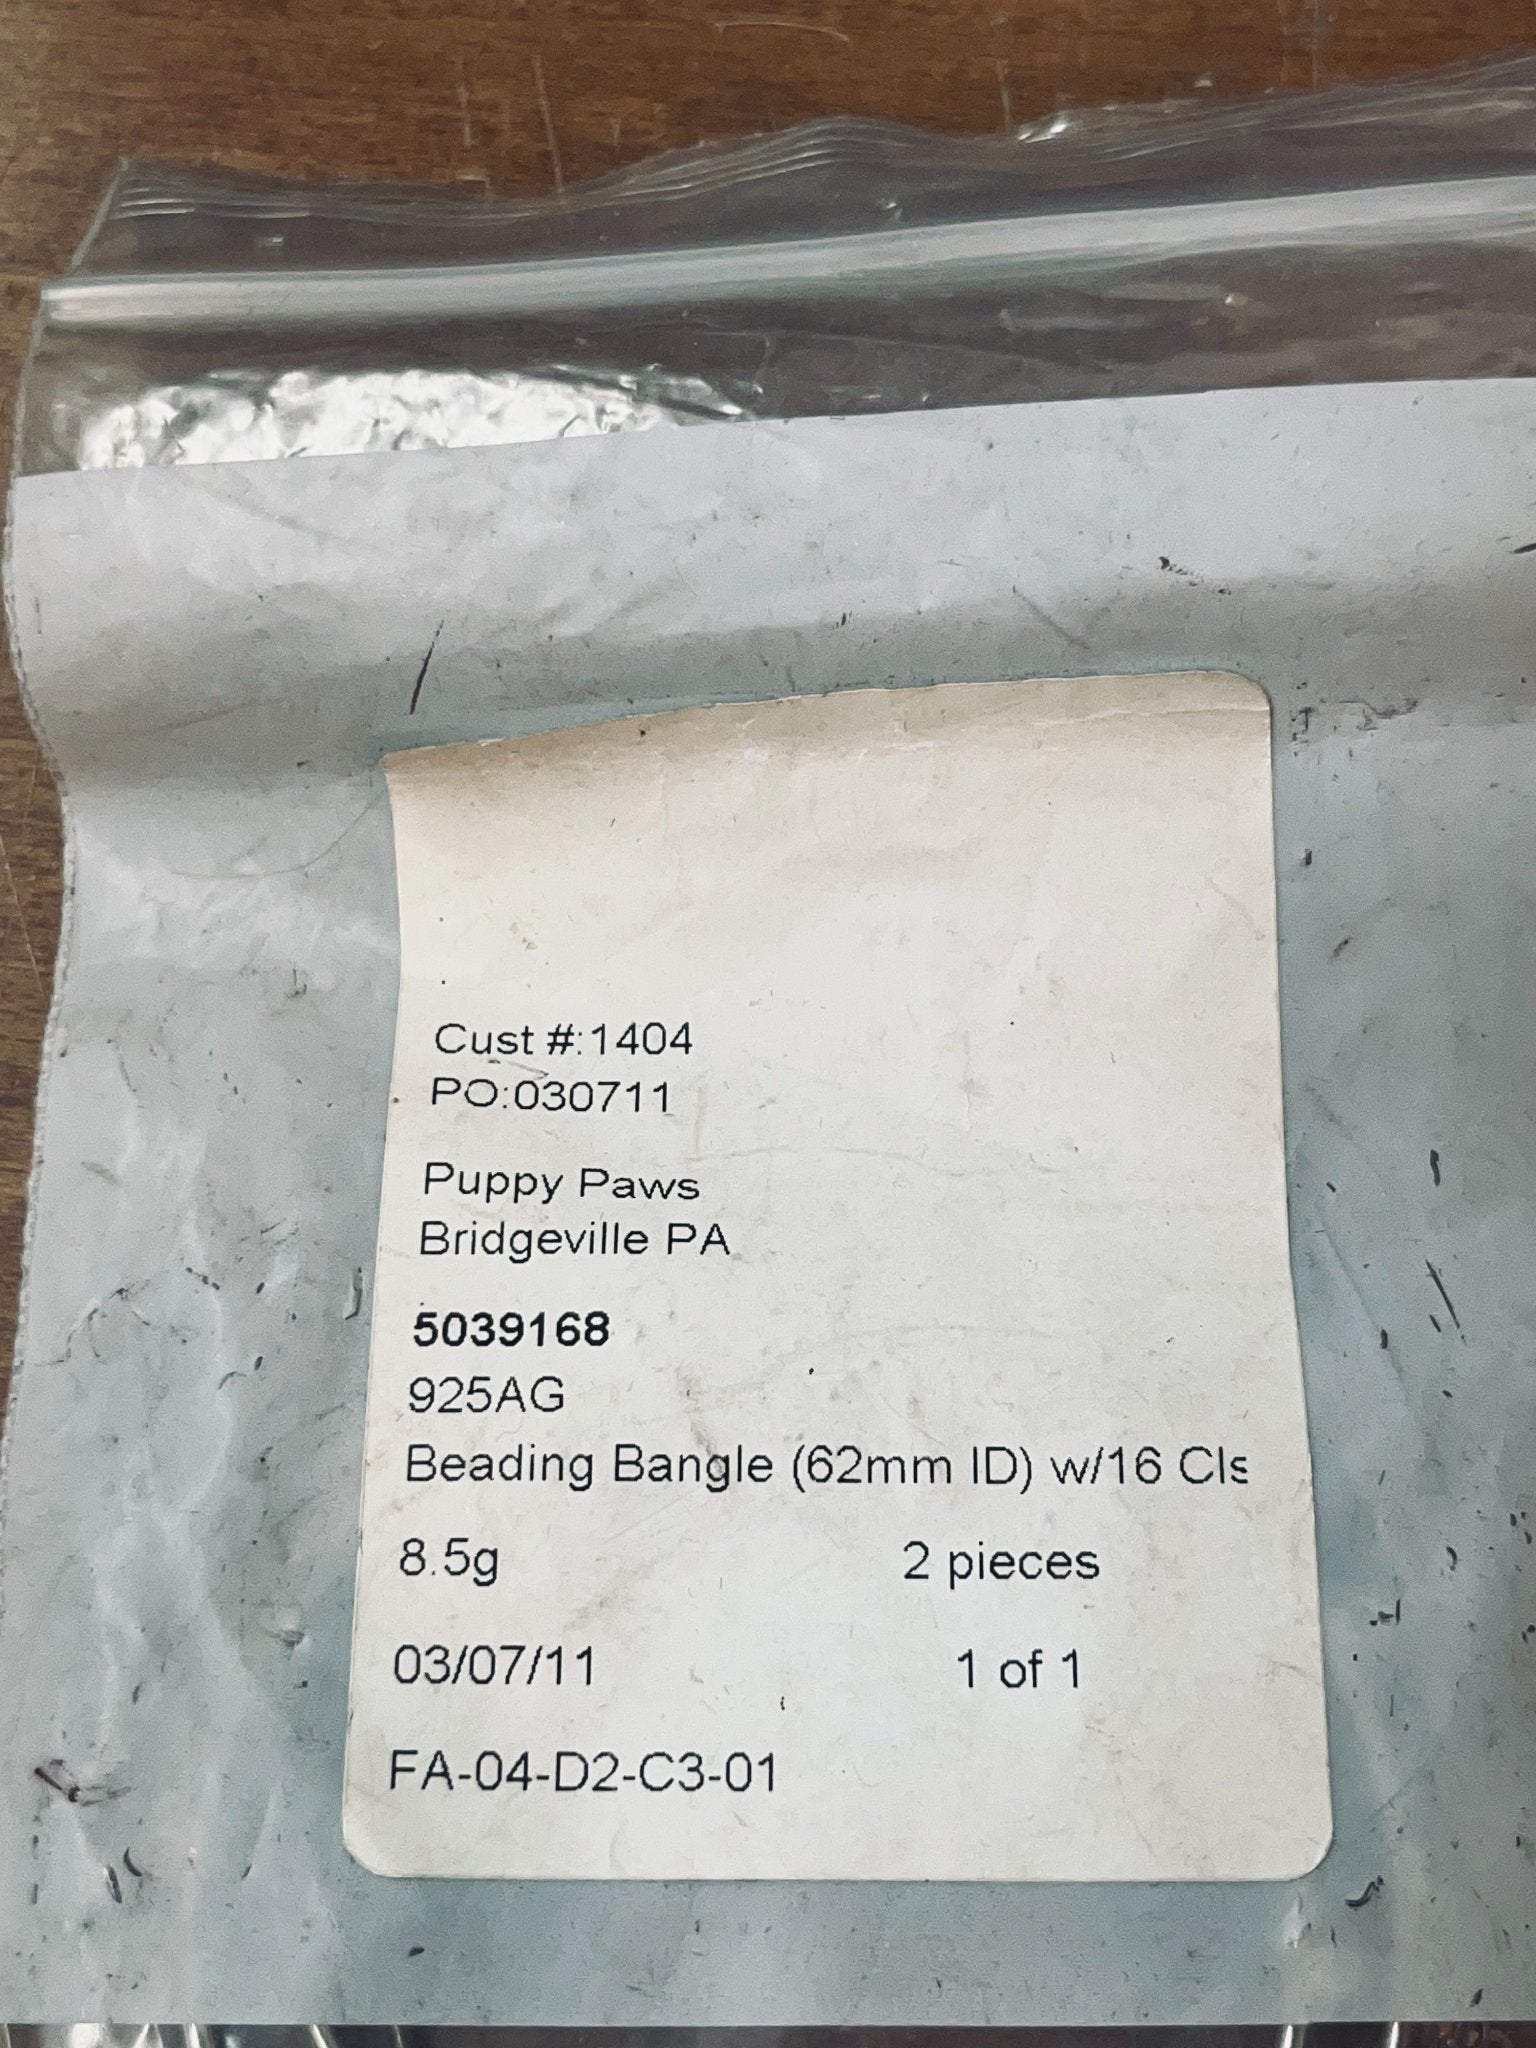 Cust #:1404
PO:030711
Puppy Paws
Bridgeville PA
5039168
925AG
Beading Bangle (62mm ID) w/16 Cls
8.5g 2 pieces
03/07/11 1 of 1
FA-04-D2-C3-01